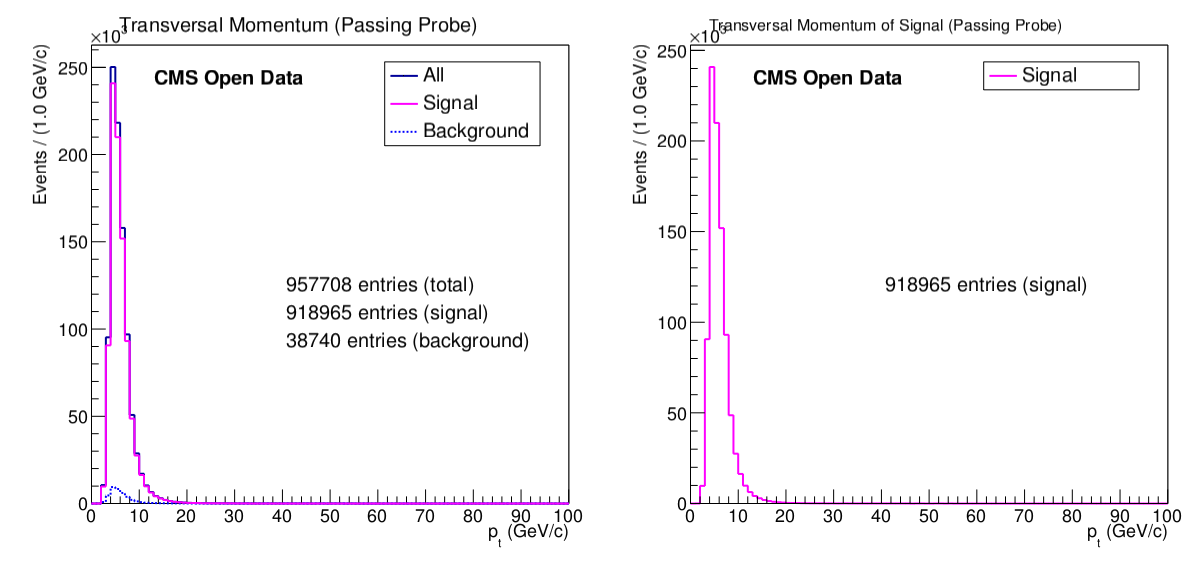 Transversal Momentum (Passing Probe)
×10³
CMS Open Data
All
Signal
Background
Events / (1.0 GeV/c)
250
200
150
100
50
0
957708 entries (total)
918965 entries (signal)
38740 entries (background)
0 10 20 30 40 50 60 70 80 90 100
p_t (GeV/c)
Transversal Momentum of Signal (Passing Probe)
×10³
CMS Open Data
Signal
Events / (1.0 GeV/c)
250
200
150
100
50
0
918965 entries (signal)
0 10 20 30 40 50 60 70 80 90 100
p_t (GeV/c)